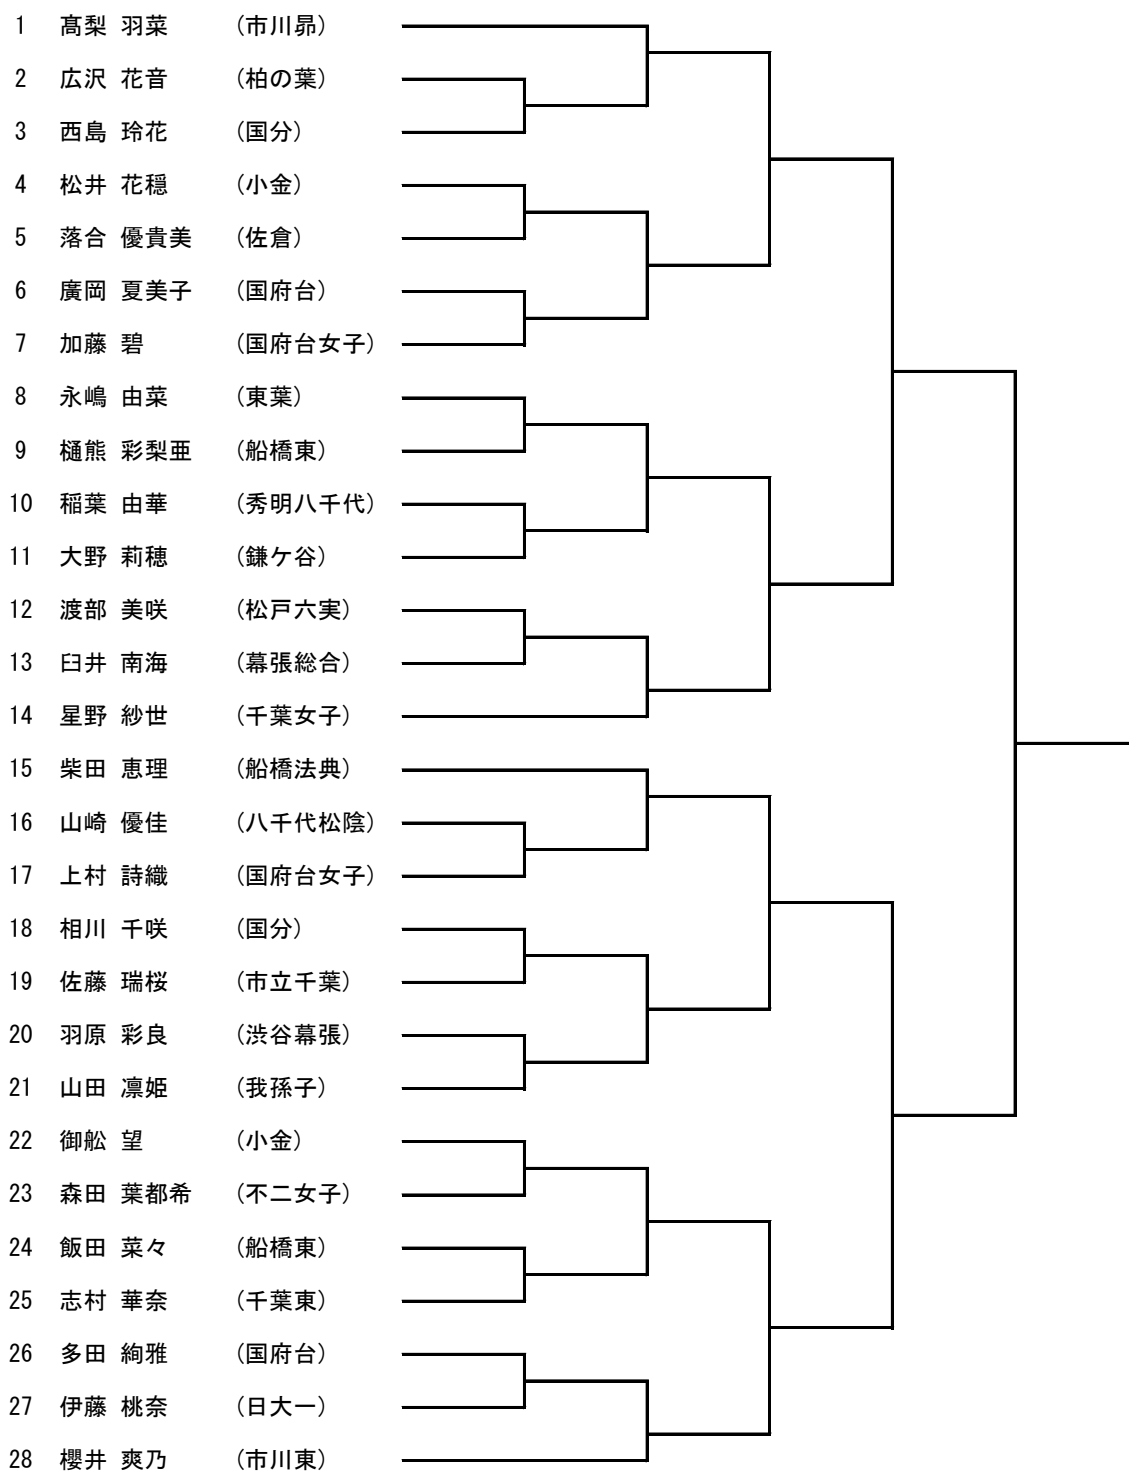 1 髙梨 羽菜 (市川昴)
2 広沢 花音 (柏の葉)
3 西島 玲花 (国分)
4 松井 花穏 (小金)
5 落合 優貴美 (佐倉)
6 廣岡 夏美子 (国府台)
7 加藤 碧 (国府台女子)
8 永嶋 由菜 (東葉)
9 樋熊 彩梨亜 (船橋東)
10 稲葉 由華 (秀明八千代)
11 大野 莉穂 (鎌ケ谷)
12 渡部 美咲 (松戸六実)
13 臼井 南海 (幕張総合)
14 星野 紗世 (千葉女子)
15 柴田 恵理 (船橋法典)
16 山崎 優佳 (八千代松陰)
17 上村 詩織 (国府台女子)
18 相川 千咲 (国分)
19 佐藤 瑞桜 (市立千葉)
20 羽原 彩良 (渋谷幕張)
21 山田 凛姫 (我孫子)
22 御舩 望 (小金)
23 森田 葉都希 (不二女子)
24 飯田 菜々 (船橋東)
25 志村 華奈 (千葉東)
26 多田 絢雅 (国府台)
27 伊藤 桃奈 (日大一)
28 櫻井 爽乃 (市川東)